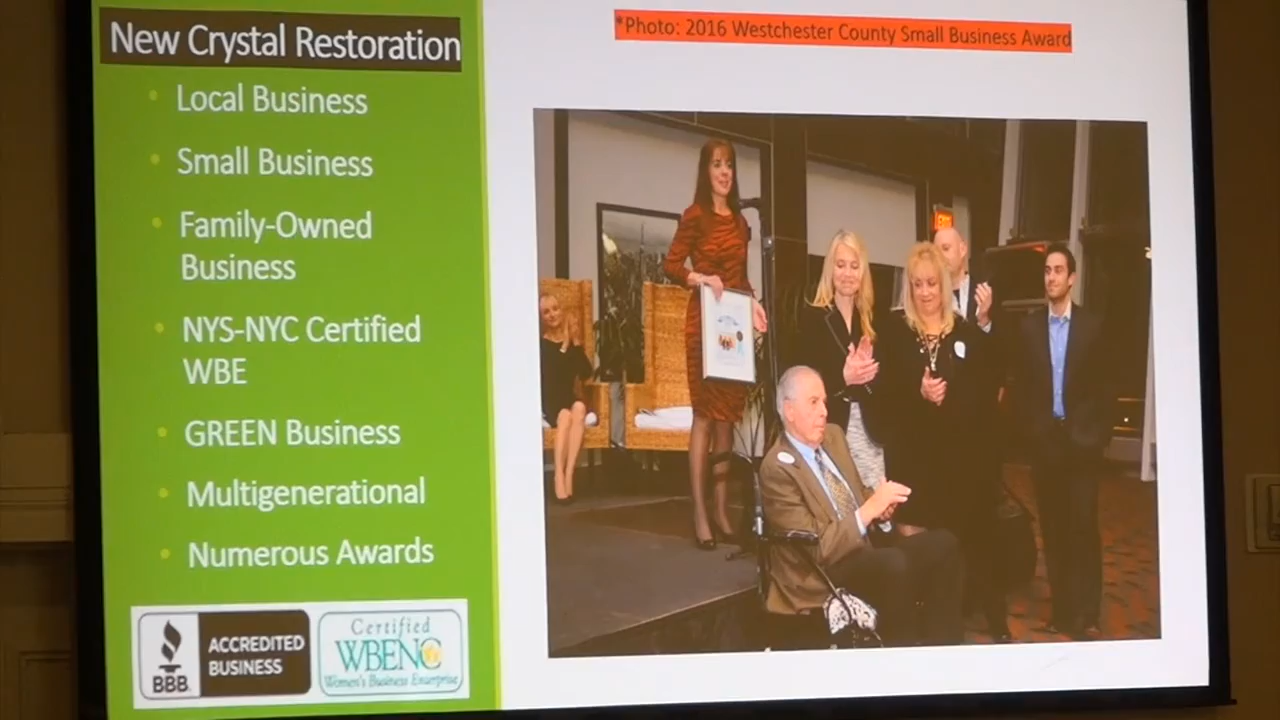 New Crystal Restoration
• Local Business
• Small Business
• Family-Owned
Business
• NYS-NYC Certified
WBE
• GREEN Business
• Multigenerational
• Numerous Awards
BBB.
ACCREDITED
BUSINESS
Certified
WBENC
Women's Business Enterprise
*Photo: 2016 Westchester County Small Business Award